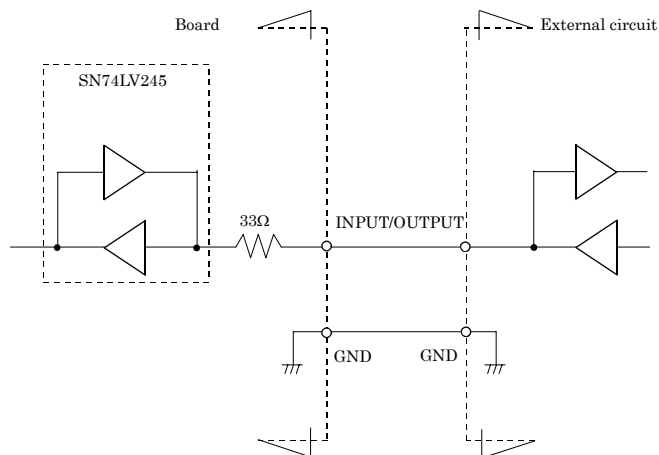 Board
External circuit
SN74LV245
33Ω
INPUT/OUTPUT
GND
GND